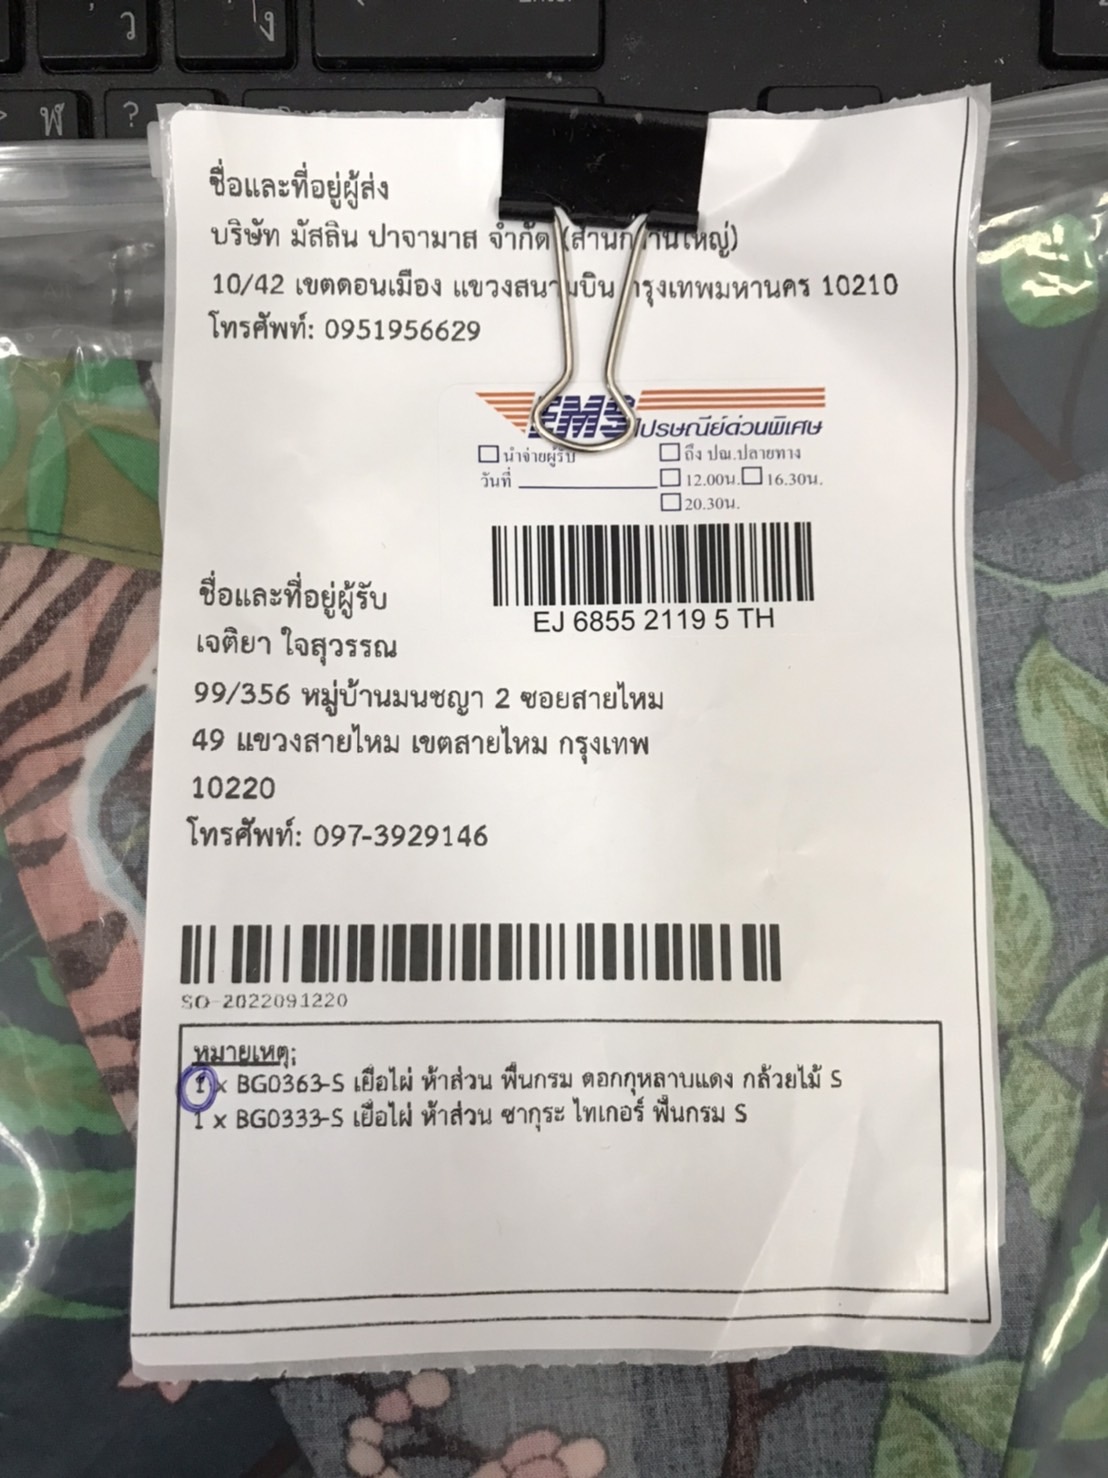 ว
ฬ
?
ชื่อและที่อยู่ผู้ส่ง
บริษัท มัสลิน ปาจามาส จำกัด (สำนักงานใหญ่)
10/42 เขตดอนเมือง แขวงสนามบิน กรุงเทพมหานคร 10210
โทรศัพท์: 0951956629
EMS ไปรษณีย์ด่วนพิเศษ
นำจ่ายผู้รับ ถึง ปณ.ปลายทาง
วันที่ 12.00น. 16.30น.
20.30น.
EJ 6855 2119 5 TH
ชื่อและที่อยู่ผู้รับ
เจติยา ใจสุวรรณ
99/356 หมู่บ้านมนชญา 2 ซอยสายไหม
49 แขวงสายไหม เขตสายไหม กรุงเทพ
10220
โทรศัพท์: 097-3929146
SO-2022091220
หมายเหตุ:
1 x BG0363-S เยื่อไผ่ ห้าส่วน พื้นกรม ดอกกุหลาบแดง กล้วยไม้ S
1 x BG0333-S เยื่อไผ่ ห้าส่วน ซากุระ ไทเกอร์ พื้นกรม S